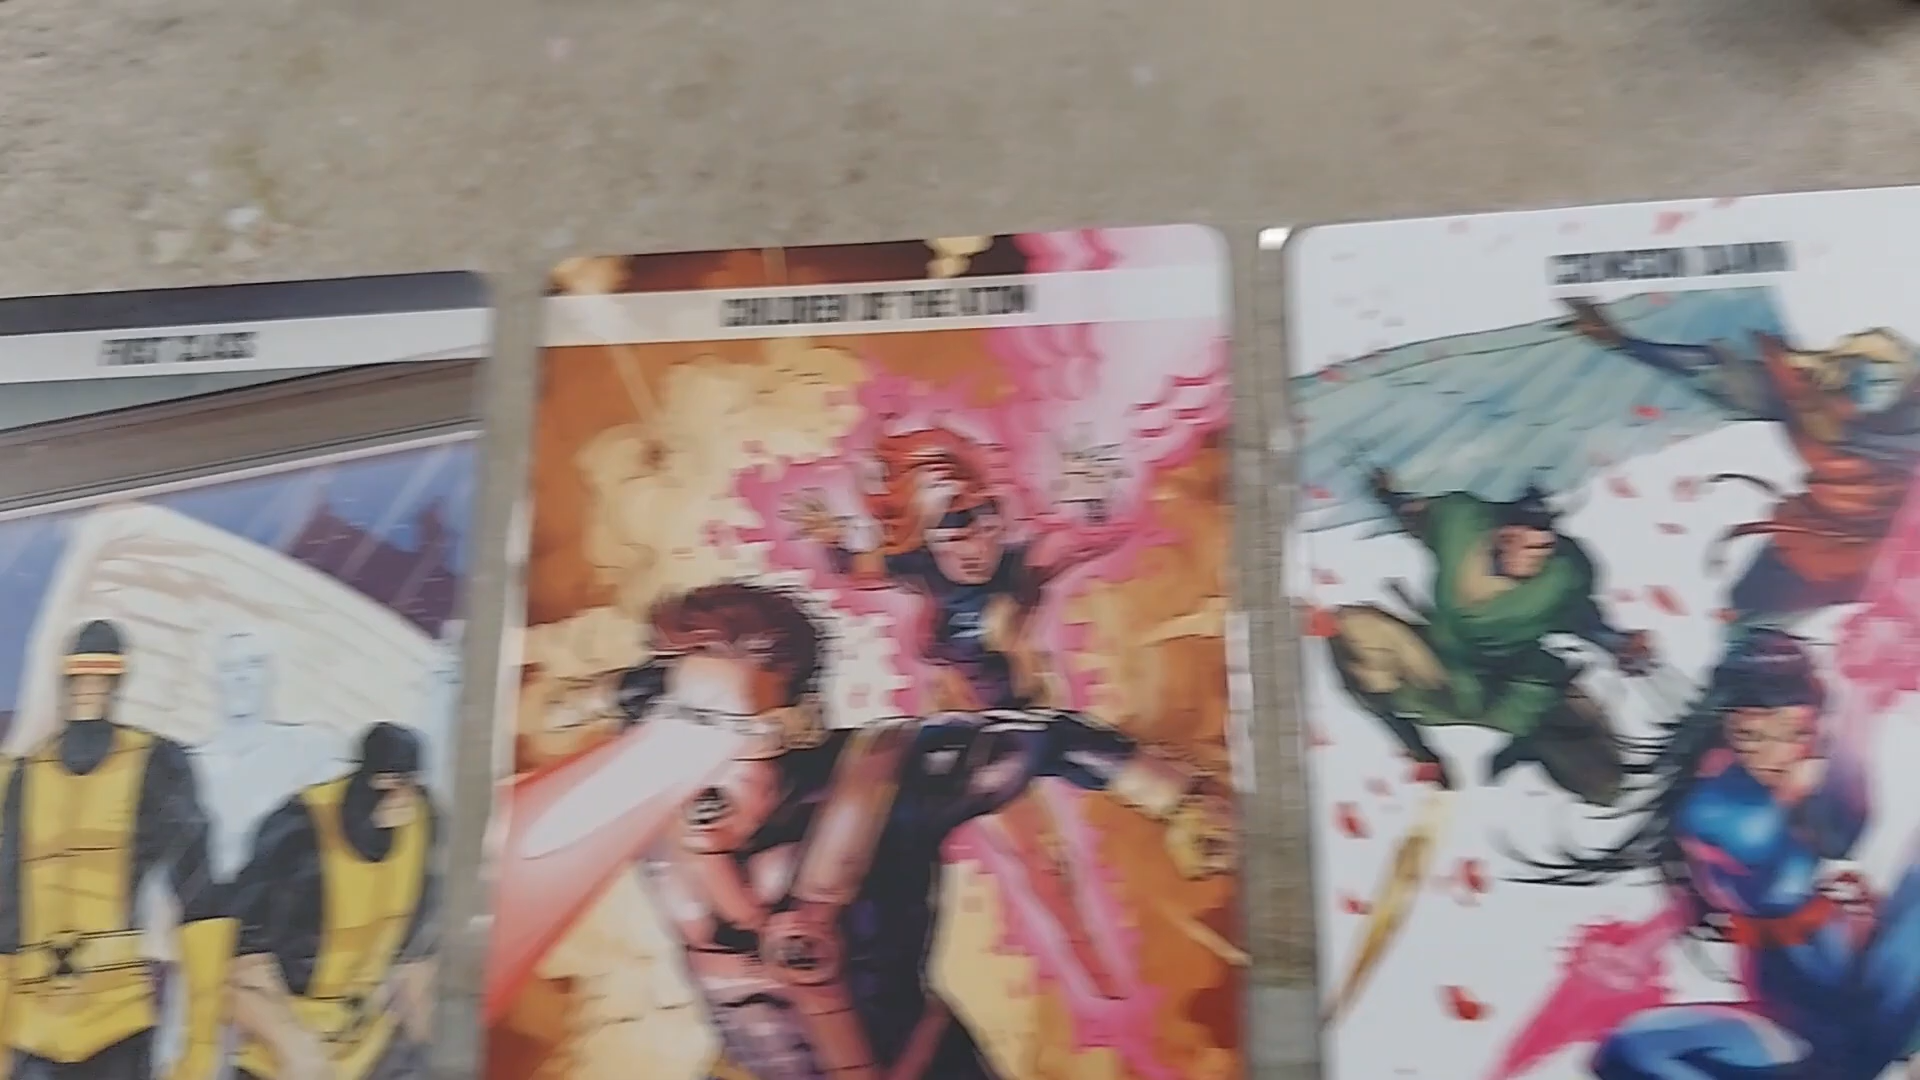 FIRST CLASS
CHILDREN OF THE ATOM
CRIMSON DAWN